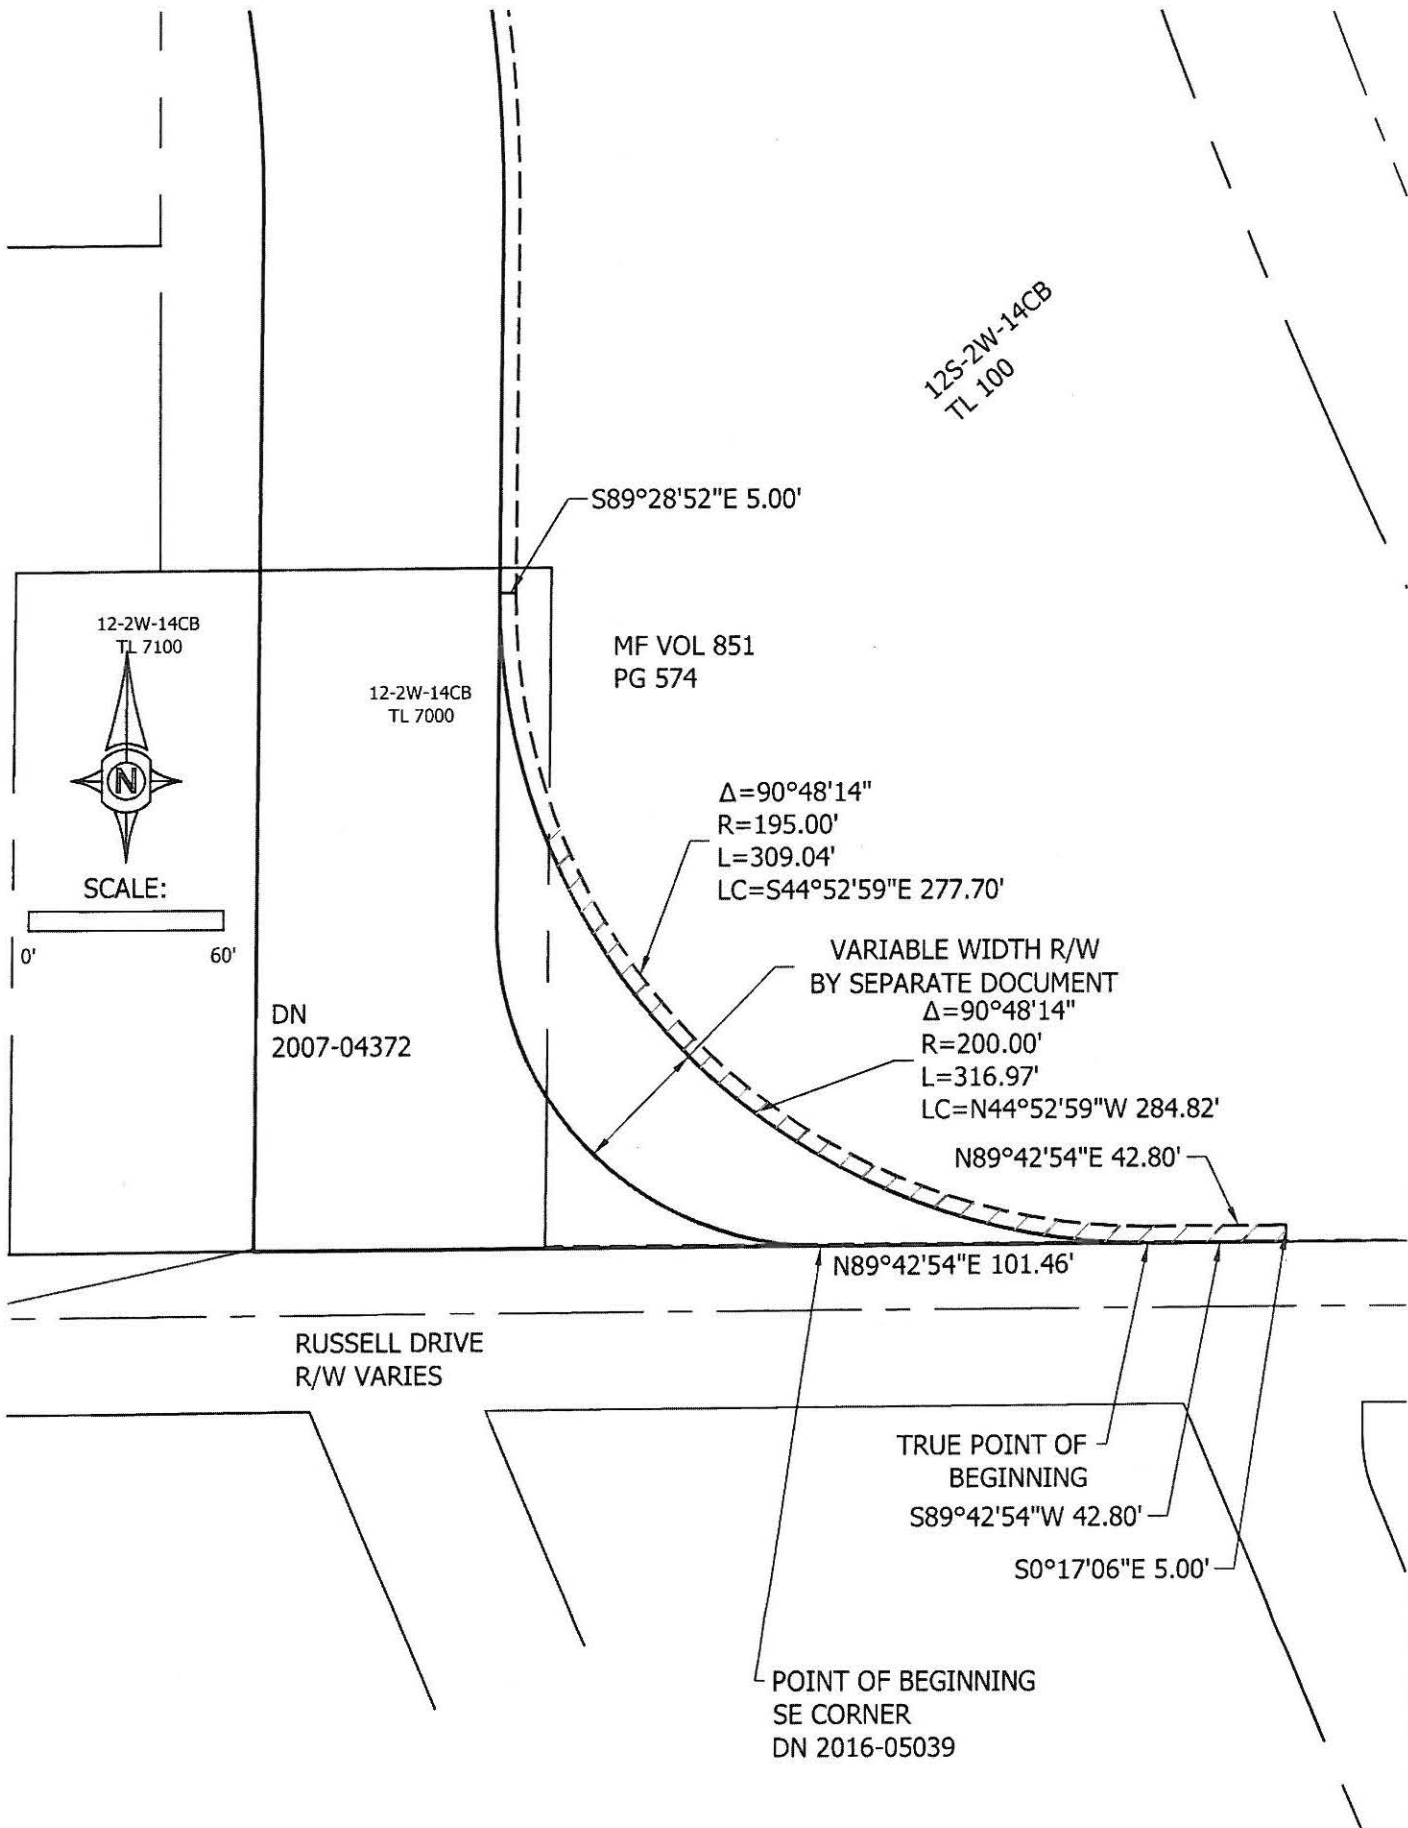 12S-2W-14CB
TL 100
S89°28'52"E 5.00'
12-2W-14CB
TL 7100
MF VOL 851
PG 574
12-2W-14CB
TL 7000
N
SCALE:
0' 60'
Δ=90°48'14"
R=195.00'
L=309.04'
LC=S44°52'59"E 277.70'
VARIABLE WIDTH R/W
BY SEPARATE DOCUMENT
Δ=90°48'14"
R=200.00'
L=316.97'
LC=N44°52'59"W 284.82'
DN
2007-04372
N89°42'54"E 42.80'
N89°42'54"E 101.46'
RUSSELL DRIVE
R/W VARIES
TRUE POINT OF
BEGINNING
S89°42'54"W 42.80'
S0°17'06"E 5.00'
POINT OF BEGINNING
SE CORNER
DN 2016-05039